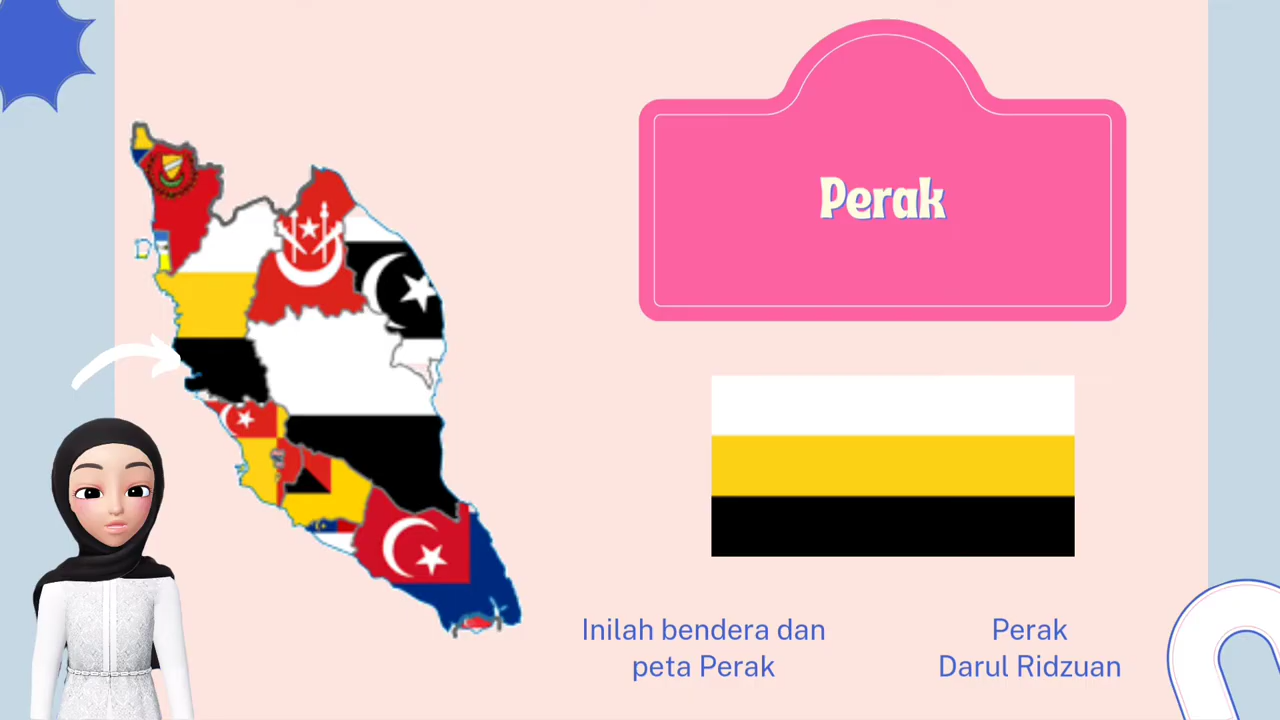 Perak
Inilah bendera dan
peta Perak
Perak
Darul Ridzuan